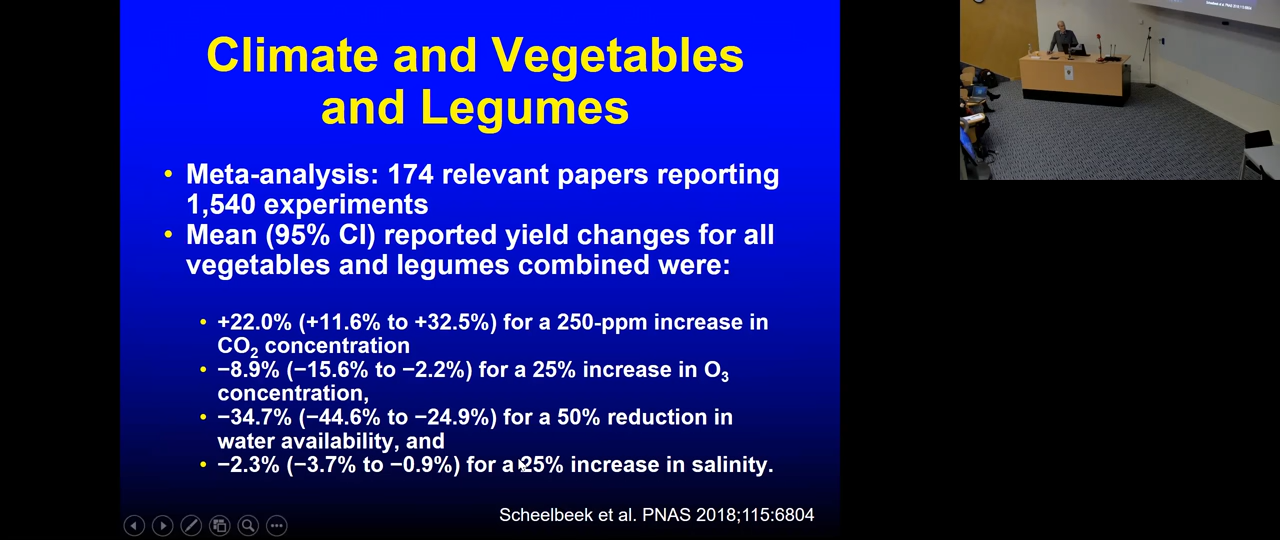 Climate and Vegetables
and Legumes
• Meta-analysis: 174 relevant papers reporting
1,540 experiments
• Mean (95% CI) reported yield changes for all
vegetables and legumes combined were:
• +22.0% (+11.6% to +32.5%) for a 250-ppm increase in
CO₂ concentration
• −8.9% (−15.6% to −2.2%) for a 25% increase in O₃
concentration,
• −34.7% (−44.6% to −24.9%) for a 50% reduction in
water availability, and
• −2.3% (−3.7% to −0.9%) for a 25% increase in salinity.
Scheelbeek et al. PNAS 2018;115:6804